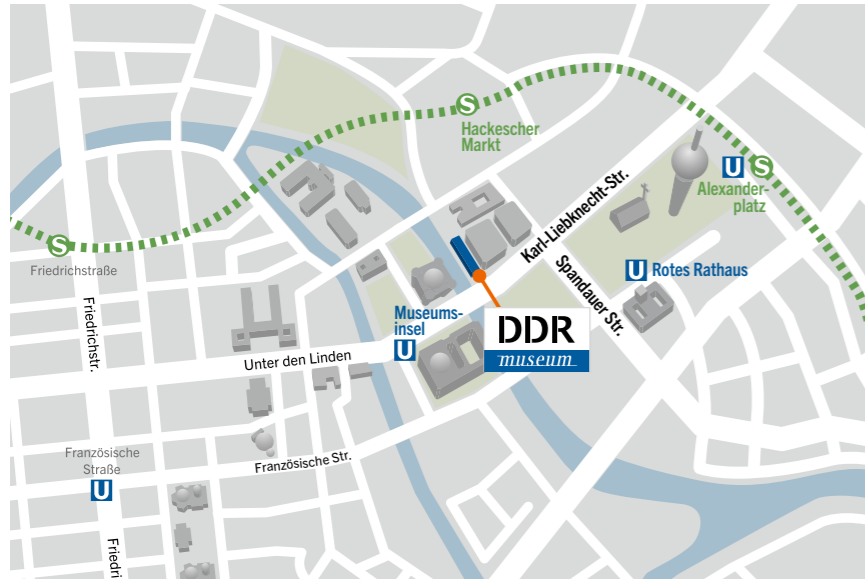 S
Hackescher
Markt
U
S
Alexander-
platz
Karl-Liebknecht-Str.
S
Friedrichstraße
U Rotes Rathaus
Spandauer Str.
Friedrichstr.
Museums-
insel
U
DDR
museum
Unter den Linden
Französische
Straße
U
Französische Str.
Friedri